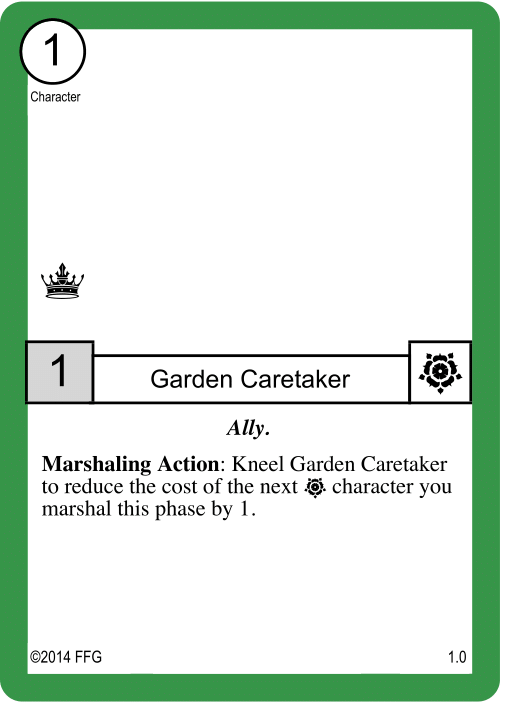 1
Character
1
Garden Caretaker
Ally.
Marshaling Action: Kneel Garden Caretaker
to reduce the cost of the next character you
marshal this phase by 1.
©2014 FFG
1.0